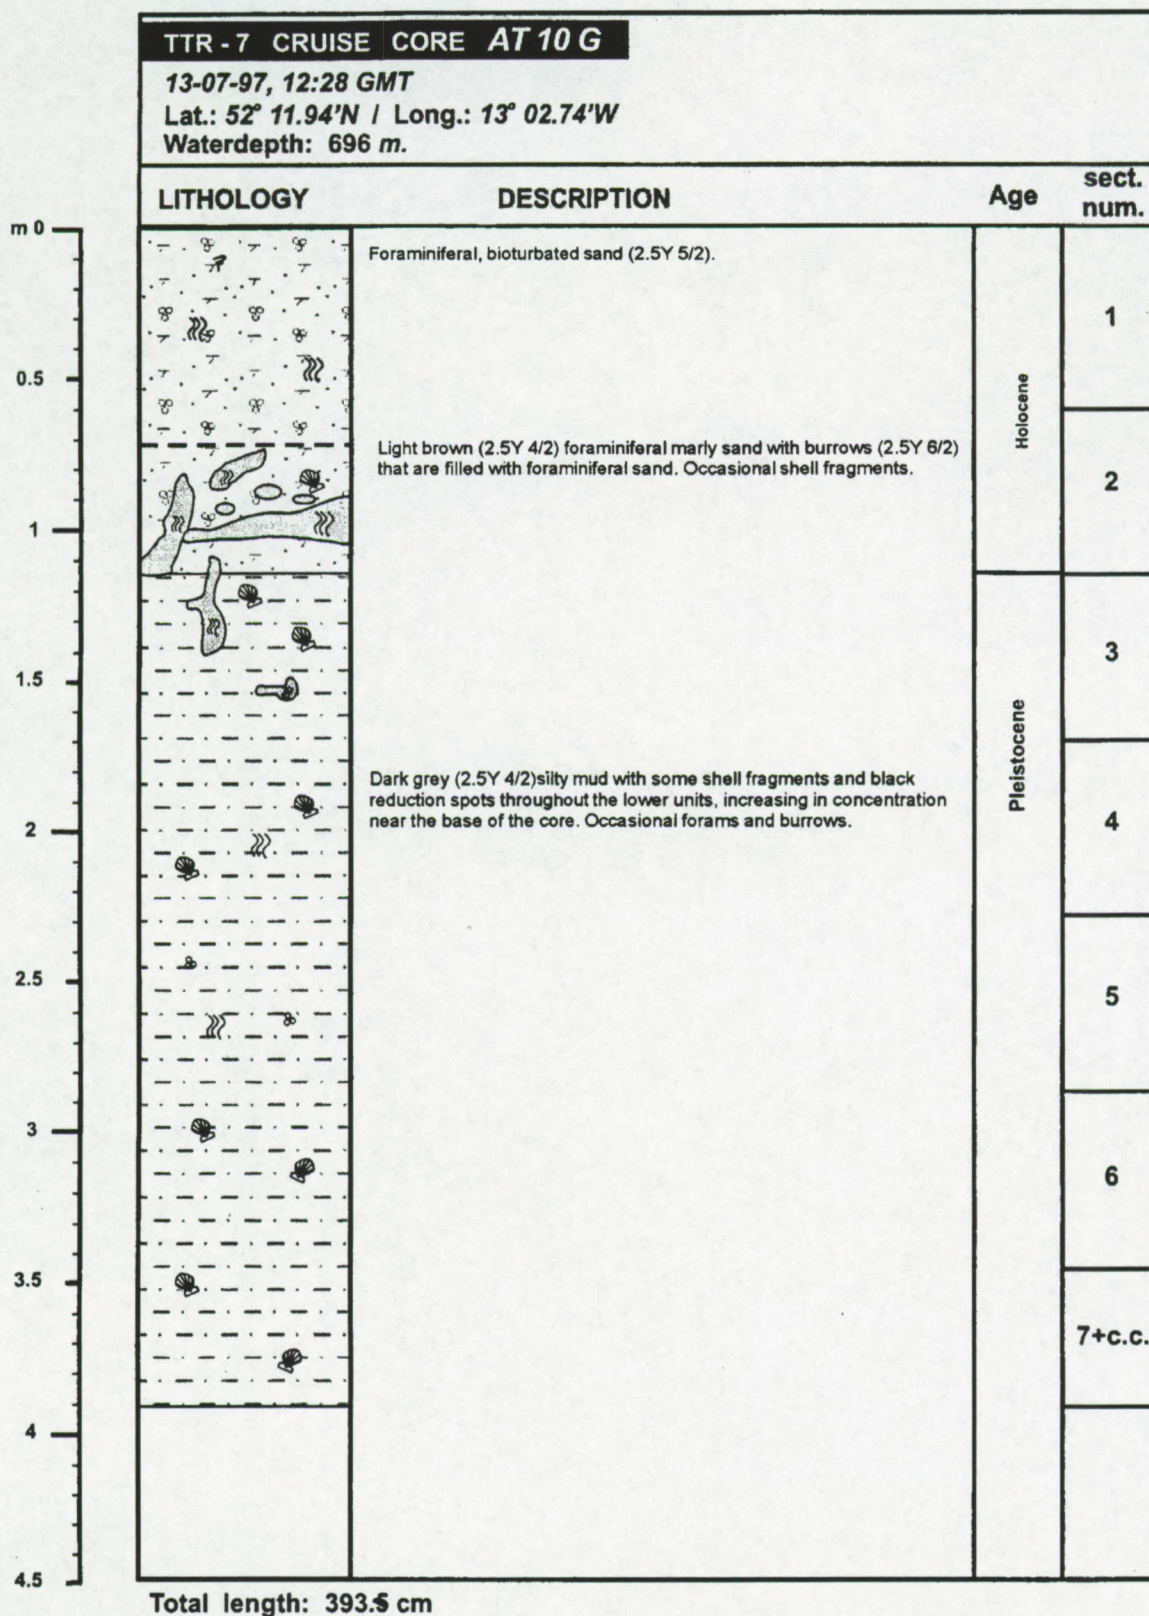 TTR - 7 CRUISE CORE AT 10 G
13-07-97, 12:28 GMT
Lat.: 52° 11.94'N / Long.: 13° 02.74'W
Waterdepth: 696 m.
LITHOLOGY DESCRIPTION Age sect. num.
m 0
Foraminiferal, bioturbated sand (2.5Y 5/2).
1
0.5
Holocene
Light brown (2.5Y 4/2) foraminiferal marly sand with burrows (2.5Y 6/2)
that are filled with foraminiferal sand. Occasional shell fragments.
2
1
3
1.5
Pleistocene
Dark grey (2.5Y 4/2)silty mud with some shell fragments and black
reduction spots throughout the lower units, increasing in concentration
near the base of the core. Occasional forams and burrows.
4
2
2.5
5
3
6
3.5
7+c.c.
4
4.5
Total length: 393.5 cm